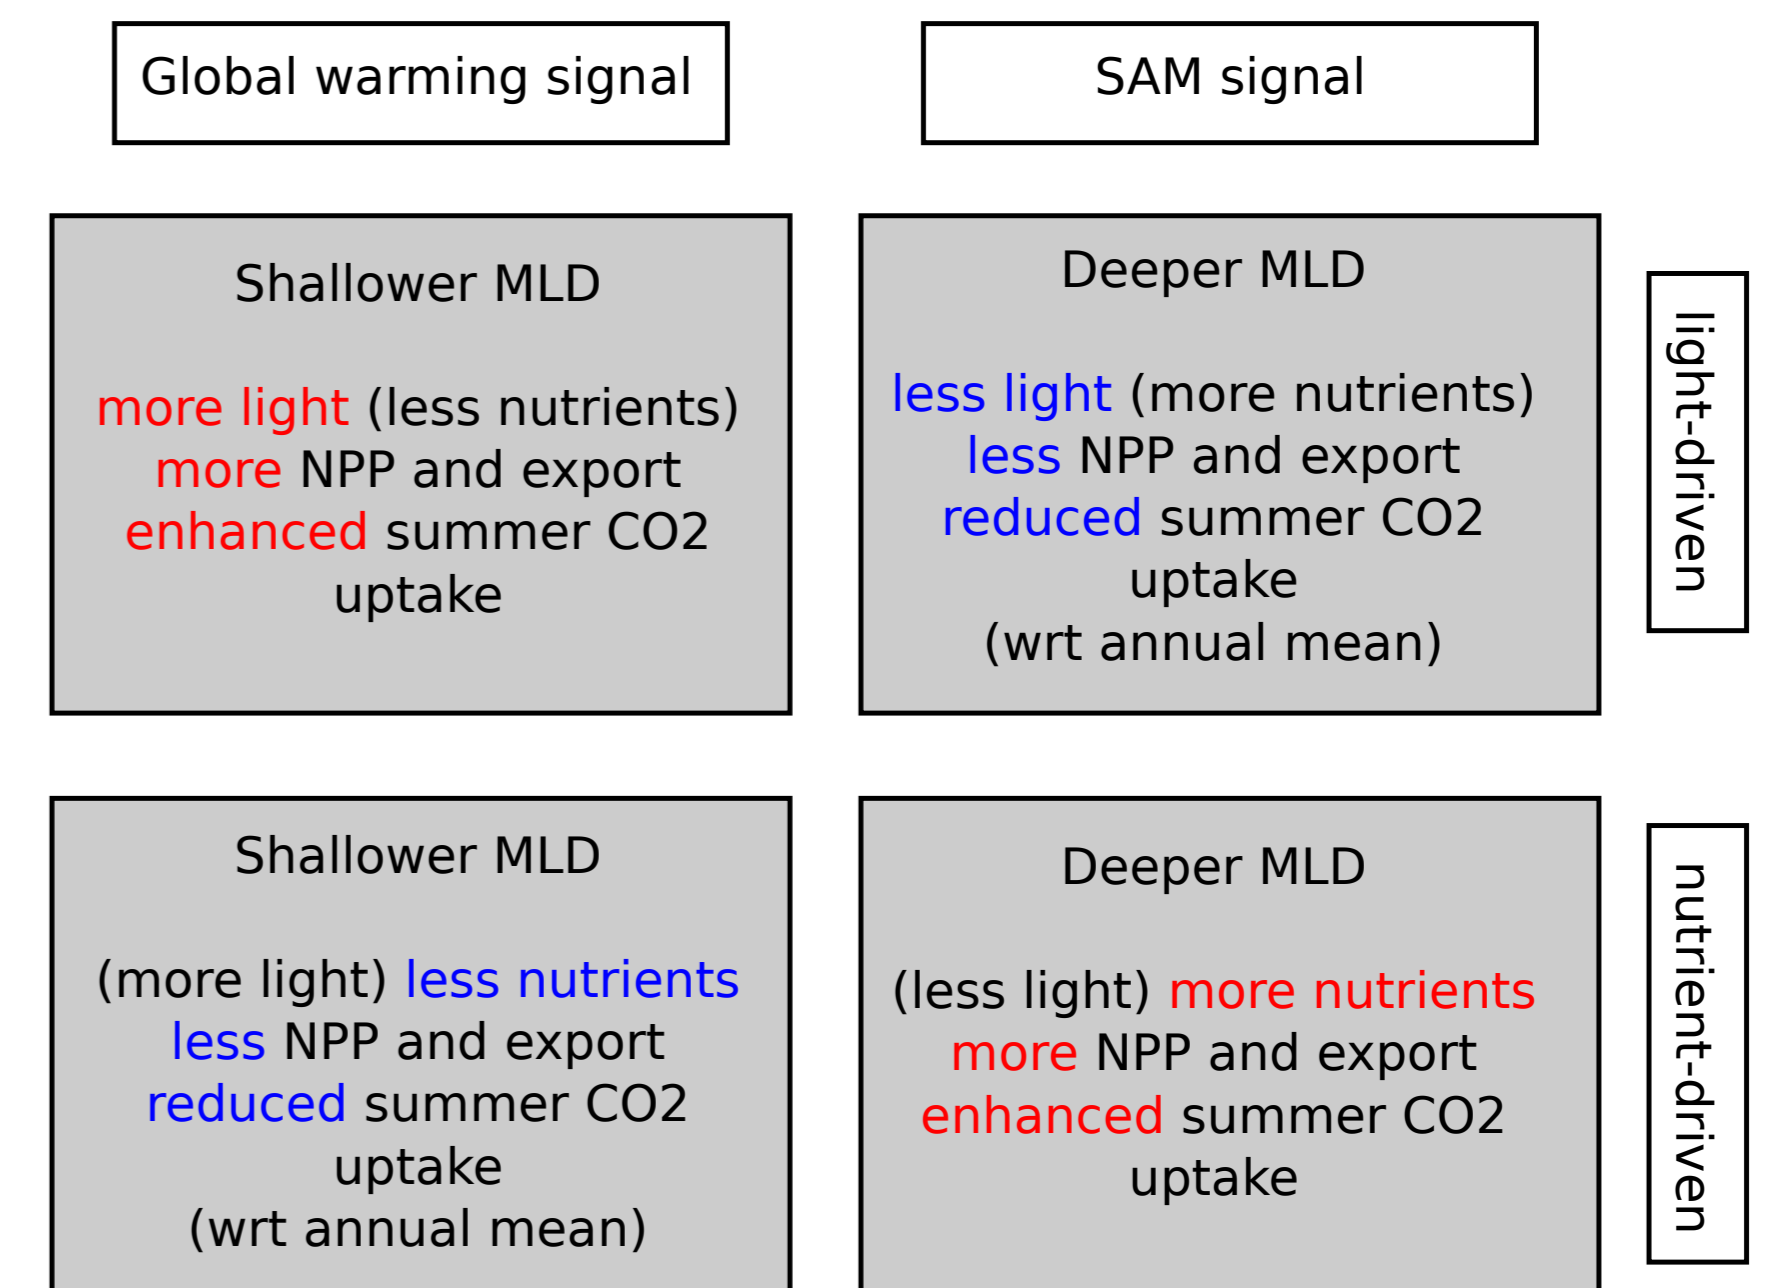 Global warming signal
SAM signal
Shallower MLD
more light (less nutrients)
more NPP and export
enhanced summer CO2
uptake
Deeper MLD
less light (more nutrients)
less NPP and export
reduced summer CO2
uptake
(wrt annual mean)
light-driven
Shallower MLD
(more light) less nutrients
less NPP and export
reduced summer CO2
uptake
(wrt annual mean)
Deeper MLD
(less light) more nutrients
more NPP and export
enhanced summer CO2
uptake
nutrient-driven